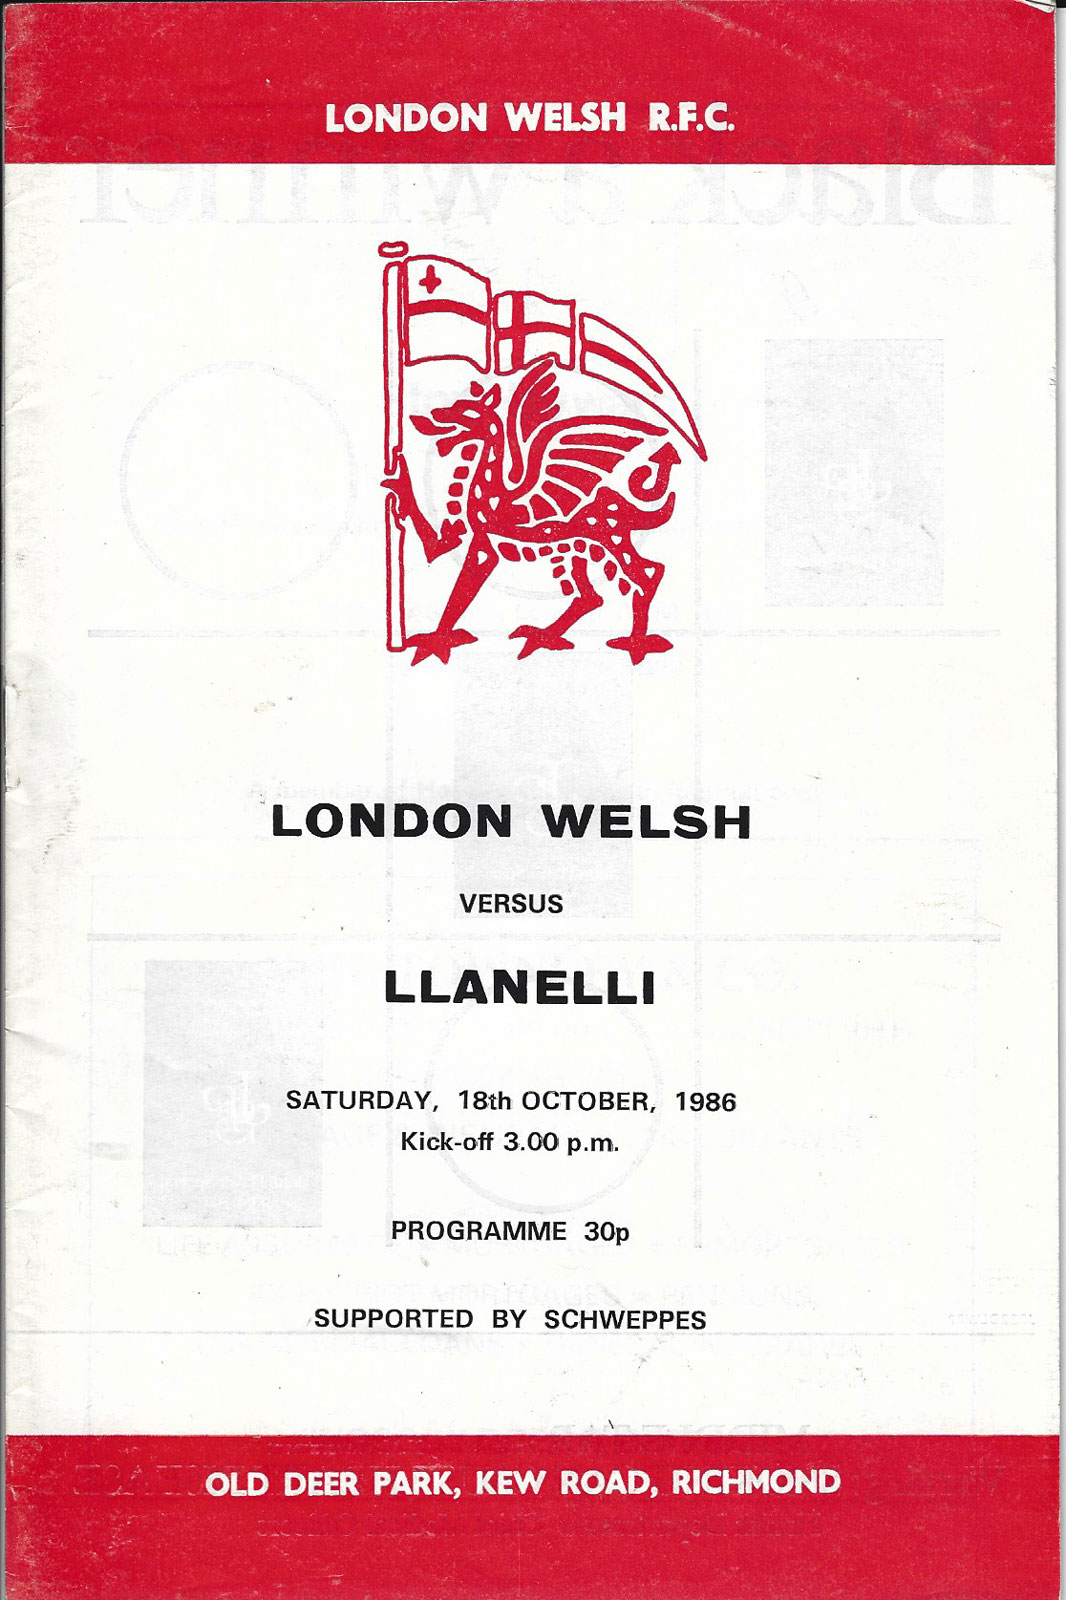 LONDON WELSH R.F.C.
LONDON WELSH
VERSUS
LLANELLI
SATURDAY, 18th OCTOBER, 1986
Kick-off 3.00 p.m.
PROGRAMME 30p
SUPPORTED BY SCHWEPPES
OLD DEER PARK, KEW ROAD, RICHMOND